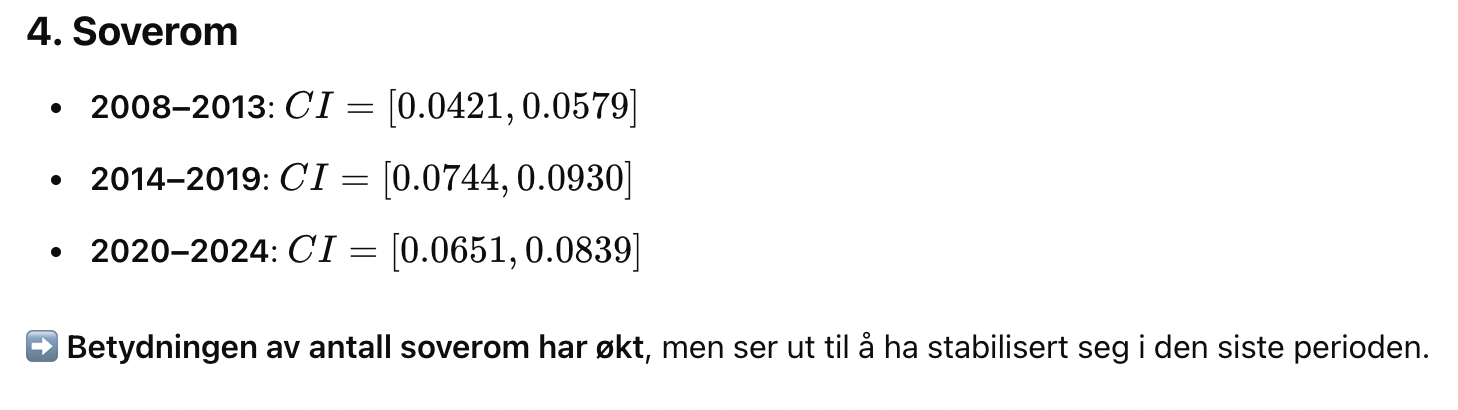 4. Soverom
• 2008–2013: CI = [0.0421, 0.0579]
• 2014–2019: CI = [0.0744, 0.0930]
• 2020–2024: CI = [0.0651, 0.0839]
➡️ Betydningen av antall soverom har økt, men ser ut til å ha stabilisert seg i den siste perioden.